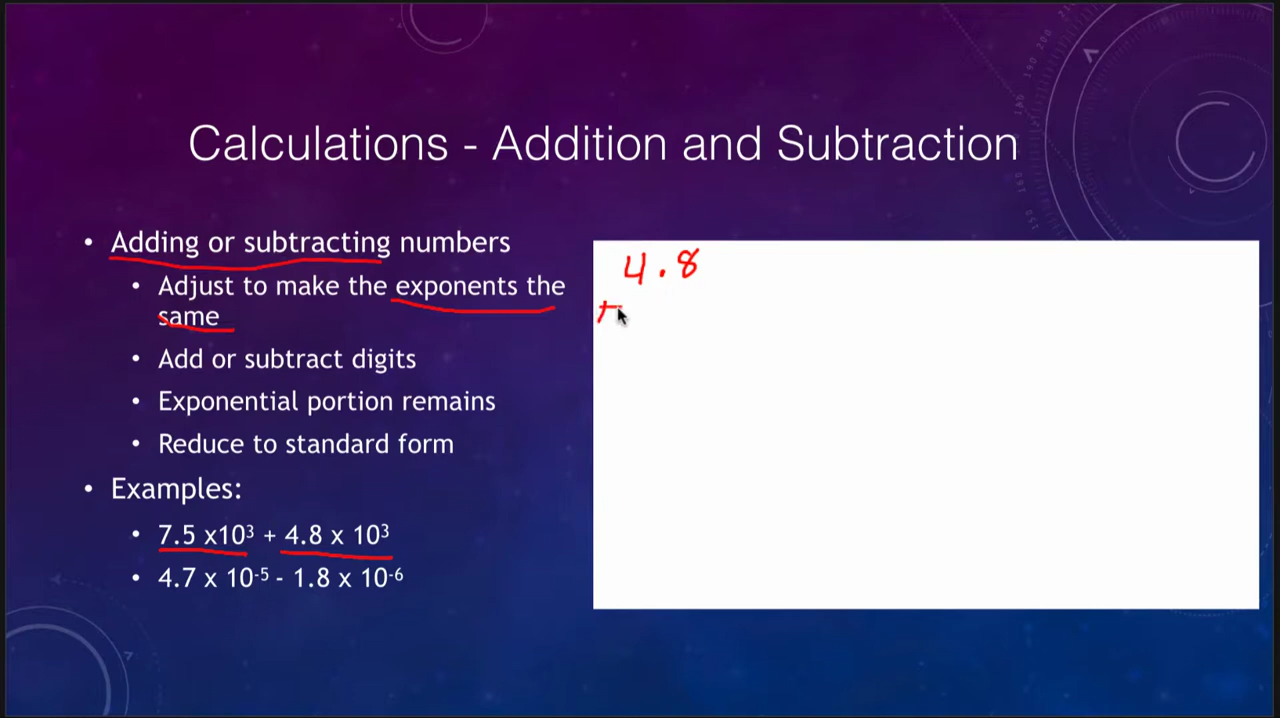 Calculations - Addition and Subtraction
• Adding or subtracting numbers
• Adjust to make the exponents the
same
• Add or subtract digits
• Exponential portion remains
• Reduce to standard form
• Examples:
• 7.5 x10³ + 4.8 x 10³
• 4.7 x 10⁻⁵ - 1.8 x 10⁻⁶
4.8
+